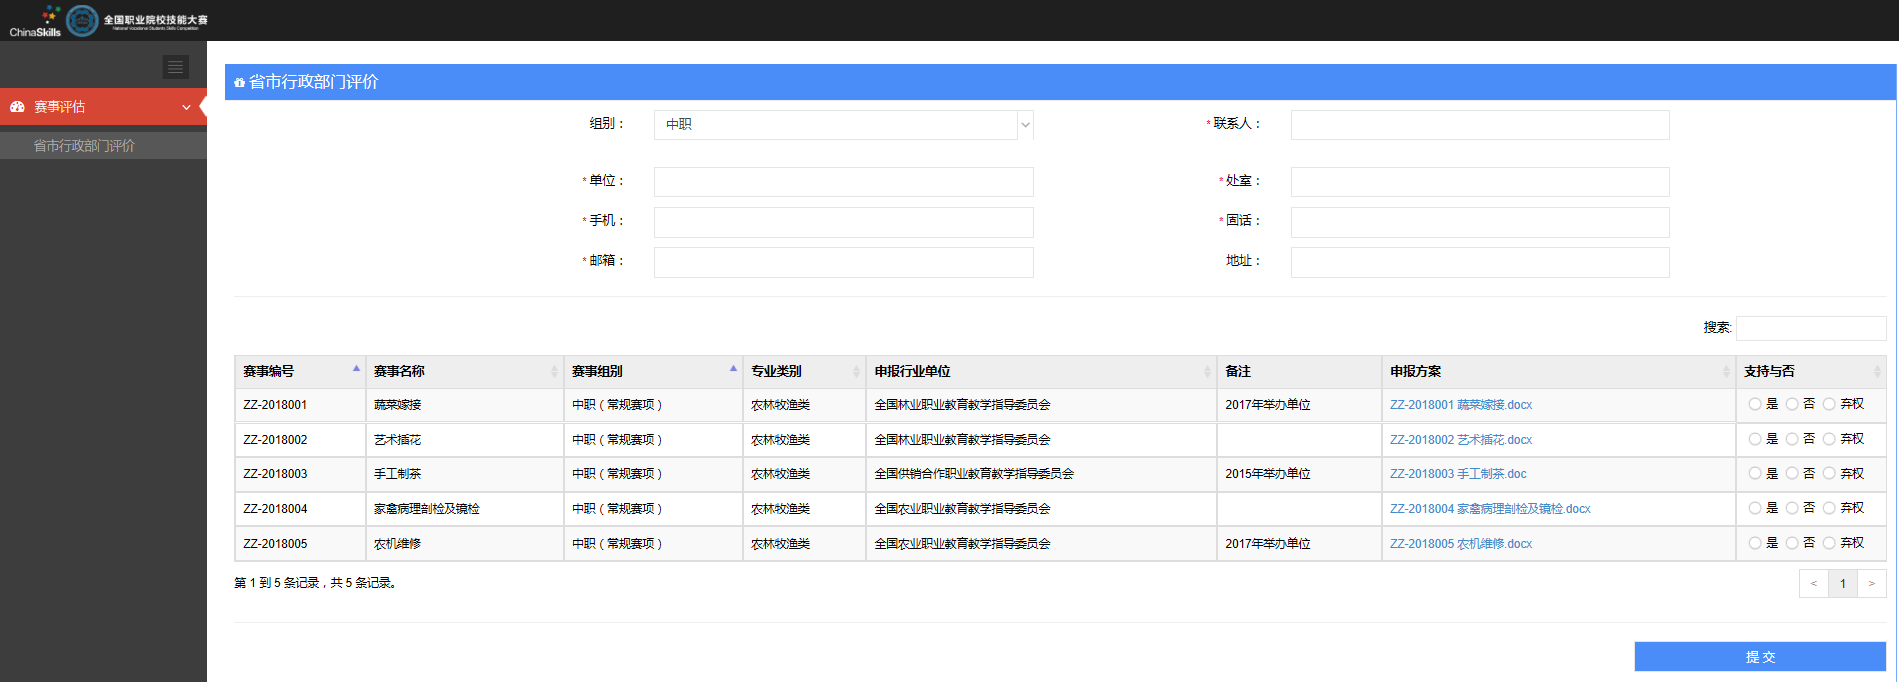 ChinaSkills 全国职业院校技能大赛
National Vocational Students Skills Competition
省市行政部门评价
赛事评估
省市行政部门评价
组别： 中职 *联系人：
*单位： *处室：
*手机： *固话：
*邮箱： 地址：
搜索:
赛事编号 赛事名称 赛事组别 专业类别 申报行业单位 备注 申报方案 支持与否
ZZ-2018001 蔬菜嫁接 中职（常规赛项） 农林牧渔类 全国林业职业教育教学指导委员会 2017年举办单位 ZZ-2018001 蔬菜嫁接.docx 是 否 弃权
ZZ-2018002 艺术插花 中职（常规赛项） 农林牧渔类 全国林业职业教育教学指导委员会 ZZ-2018002 艺术插花.docx 是 否 弃权
ZZ-2018003 手工制茶 中职（常规赛项） 农林牧渔类 全国供销合作职业教育教学指导委员会 2015年举办单位 ZZ-2018003 手工制茶.doc 是 否 弃权
ZZ-2018004 家禽病理剖检及镜检 中职（常规赛项） 农林牧渔类 全国农业职业教育教学指导委员会 ZZ-2018004 家禽病理剖检及镜检.docx 是 否 弃权
ZZ-2018005 农机维修 中职（常规赛项） 农林牧渔类 全国农业职业教育教学指导委员会 2017年举办单位 ZZ-2018005 农机维修.docx 是 否 弃权
第 1 到 5 条记录，共 5 条记录。 < 1 >
提 交